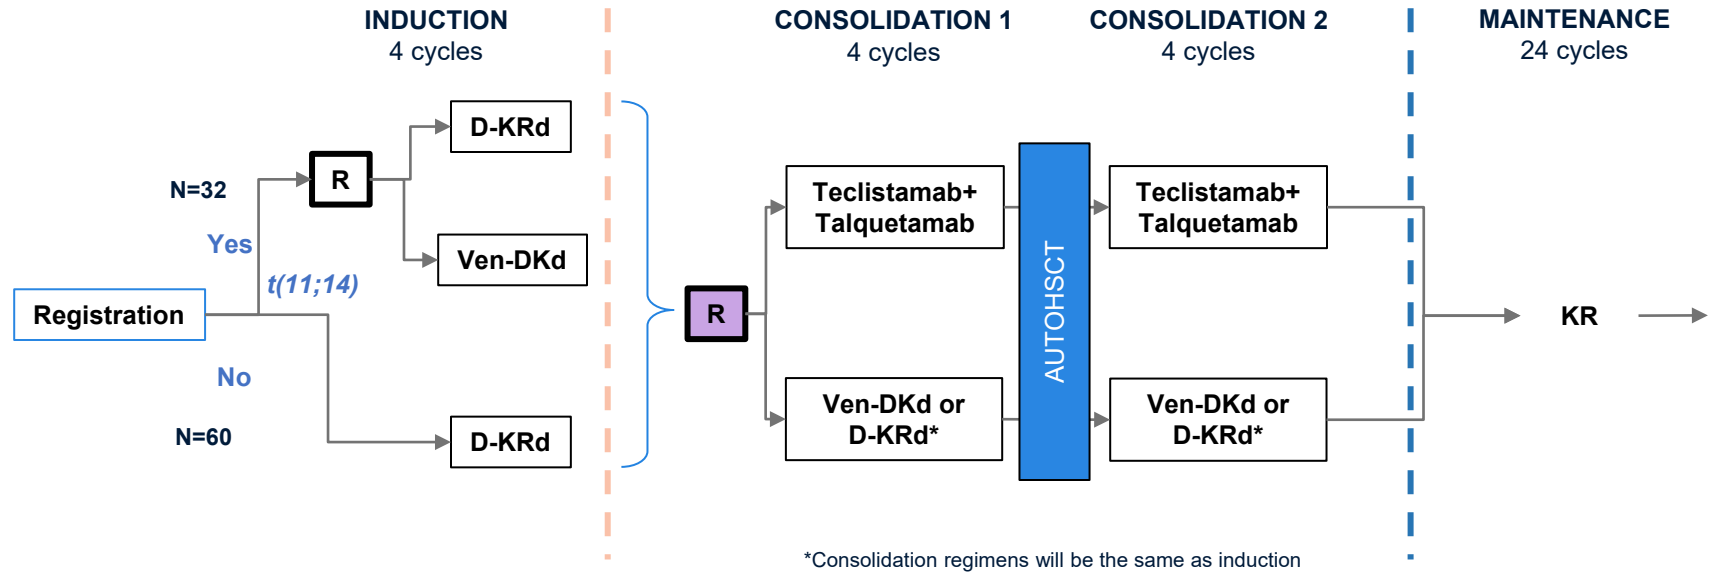 INDUCTION
4 cycles
CONSOLIDATION 1
4 cycles
CONSOLIDATION 2
4 cycles
MAINTENANCE
24 cycles
D-KRd
R
N=32
Yes
Ven-DKd
t(11;14)
Registration
No
N=60
D-KRd
R
Teclistamab+
Talquetamab
AUTOHSCT
Teclistamab+
Talquetamab
Ven-DKd or
D-KRd*
Ven-DKd or
D-KRd*
KR
*Consolidation regimens will be the same as induction